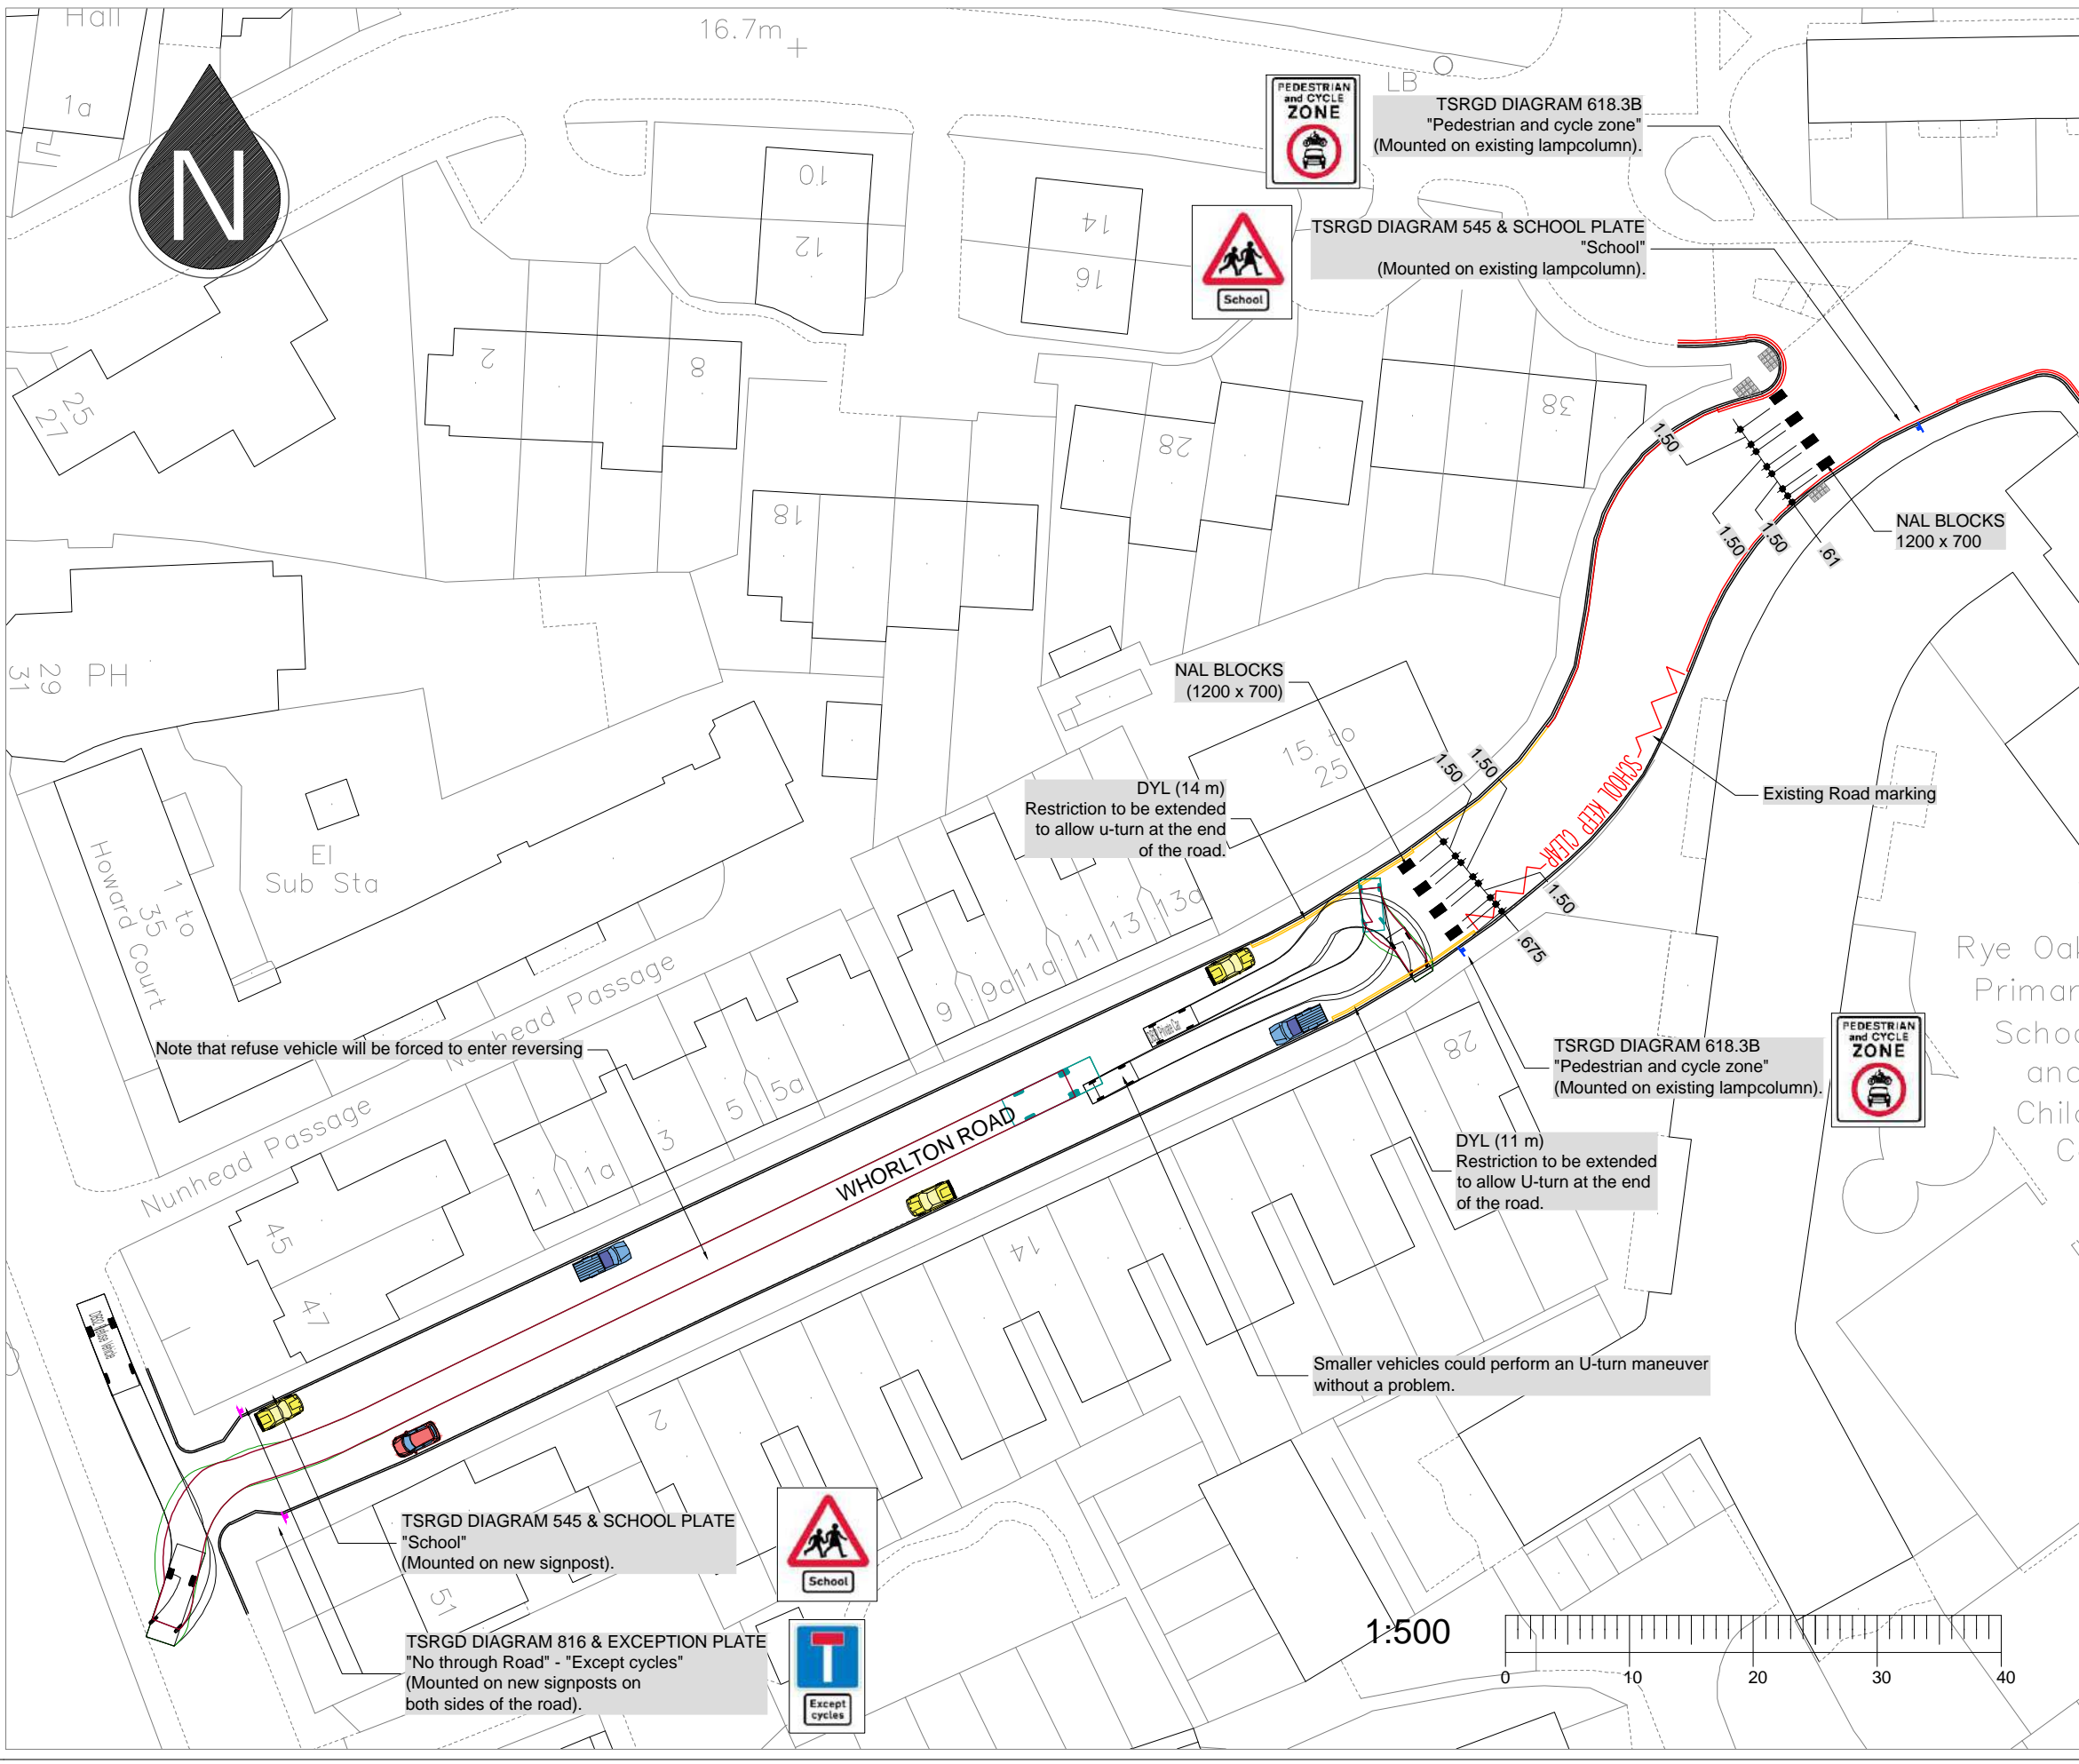 Hall
1a
16.7m
N
LB
PEDESTRIAN
and CYCLE
ZONE
TSRGD DIAGRAM 618.3B
"Pedestrian and cycle zone"
(Mounted on existing lampcolumn).
TSRGD DIAGRAM 545 & SCHOOL PLATE
"School"
(Mounted on existing lampcolumn).
School
10
12
14
16
25
27
2
8
28
38
18
1.50
1.50
1.50
.61
NAL BLOCKS
1200 x 700
29
31
PH
NAL BLOCKS
(1200 x 700)
15 to
25
1.50
1.50
SCHOOL KEEP CLEAR
Existing Road marking
DYL (14 m)
Restriction to be extended
to allow u-turn at the end
of the road.
El
Sub Sta
1 to
35
Howard Court
9
9a
11a
11
13
13a
1.50
.675
Rye Oak
Primar
Schoo
and
Chil
C
Nunhead Passage
Note that refuse vehicle will be forced to enter reversing
Nunhead Passage
1
1a
3
5
5a
WHORLTON ROAD
28
TSRGD DIAGRAM 618.3B
"Pedestrian and cycle zone"
(Mounted on existing lampcolumn).
PEDESTRIAN
and CYCLE
ZONE
DYL (11 m)
Restriction to be extended
to allow U-turn at the end
of the road.
45
47
14
2
Smaller vehicles could perform an U-turn maneuver
without a problem.
TSRGD DIAGRAM 545 & SCHOOL PLATE
"School"
(Mounted on new signpost).
School
51
TSRGD DIAGRAM 816 & EXCEPTION PLATE
"No through Road" - "Except cycles"
(Mounted on new signposts on
both sides of the road).
Except
cycles
1:500
0 10 20 30 40